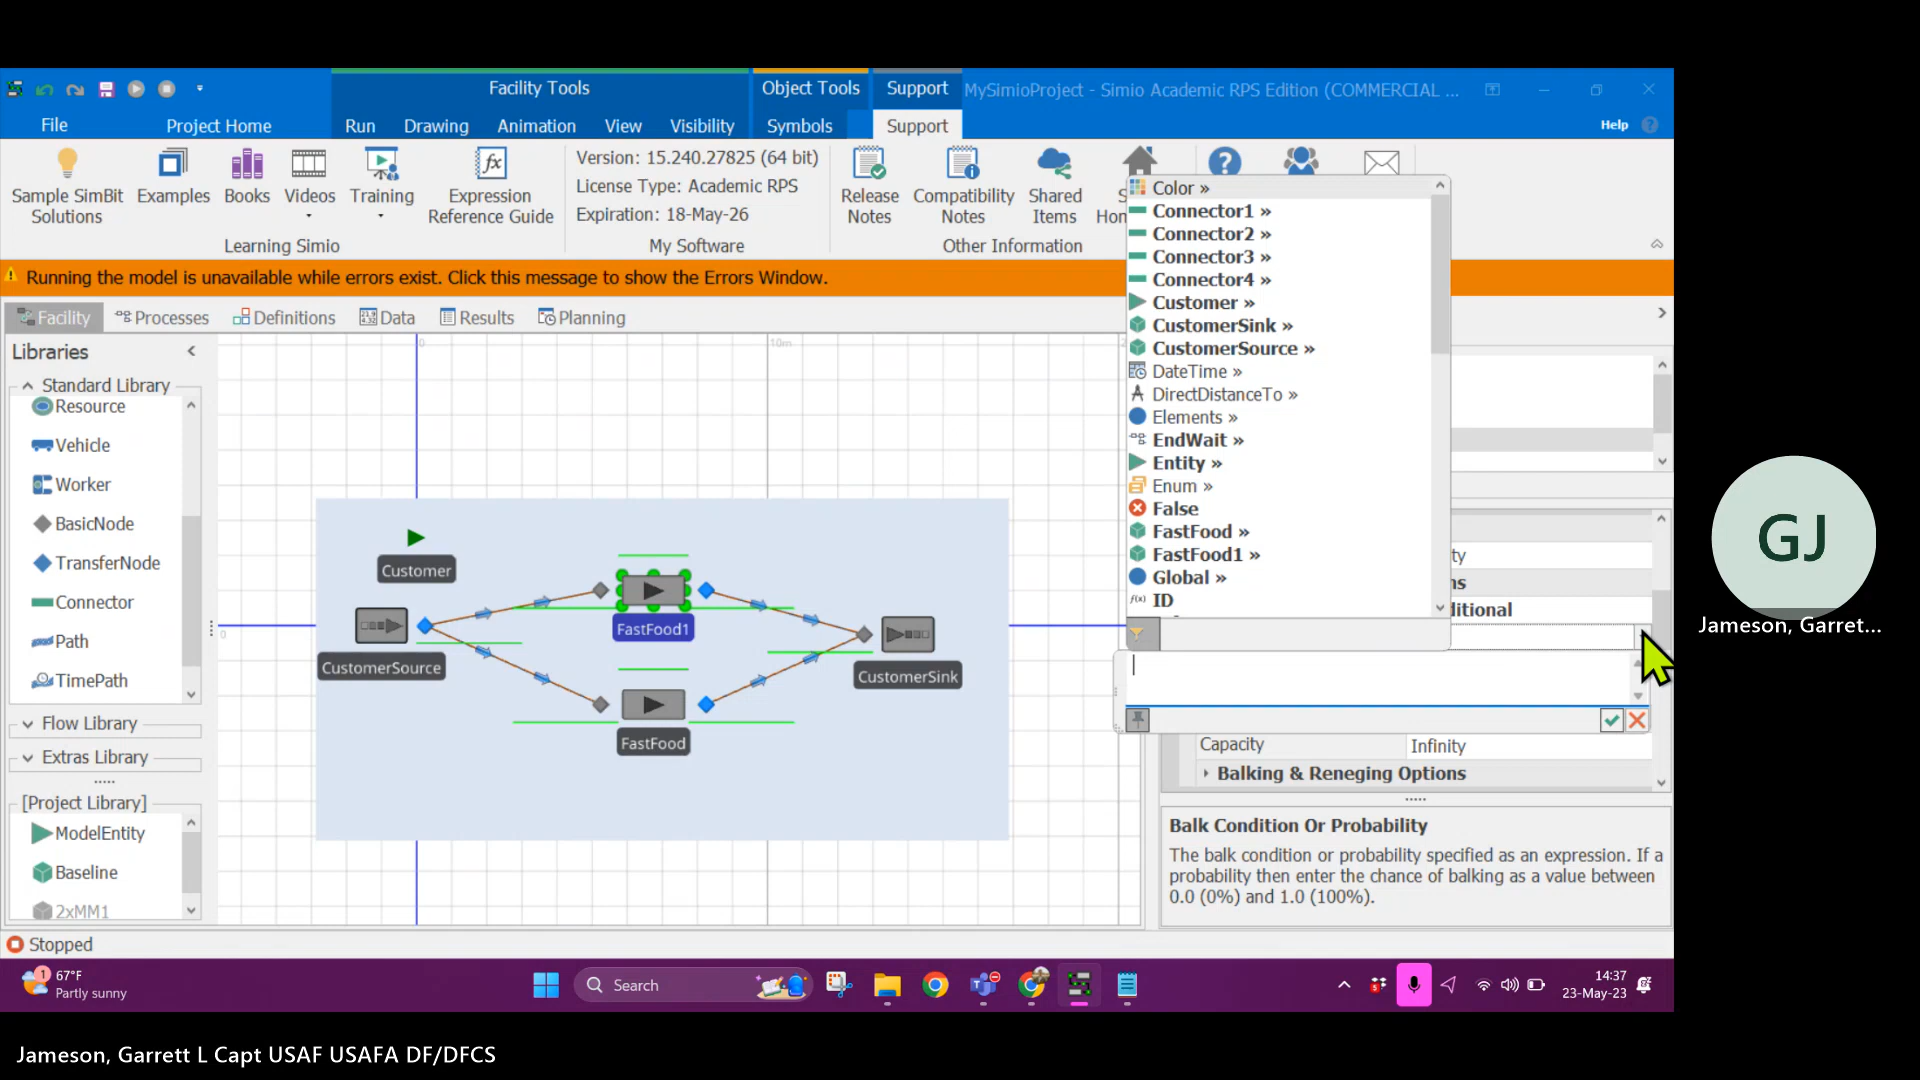 Facility Tools
Object Tools
Support
MySimioProject - Simio Academic RPS Edition (COMMERCIAL ...
File
Project Home
Run
Drawing
Animation
View
Visibility
Symbols
Support
Help
Sample SimBit Solutions
Examples
Books
Videos
Training
Expression Reference Guide
Learning Simio
Version: 15.240.27825 (64 bit)
License Type: Academic RPS
Expiration: 18-May-26
My Software
Release Notes
Compatibility Notes
Shared Items
Other Information
Running the model is unavailable while errors exist. Click this message to show the Errors Window.
Facility
Processes
Definitions
Data
Results
Planning
Libraries
Standard Library
Resource
Vehicle
Worker
BasicNode
TransferNode
Connector
Path
TimePath
Flow Library
Extras Library
[Project Library]
ModelEntity
Baseline
2xMM1
0
10m
0
Customer
CustomerSource
FastFood1
FastFood
CustomerSink
Color »
Connector1 »
Connector2 »
Connector3 »
Connector4 »
Customer »
CustomerSink »
CustomerSource »
DateTime »
DirectDistanceTo »
Elements »
EndWait »
Entity »
Enum »
False
FastFood »
FastFood1 »
Global »
ID
Capacity
Infinity
Balking & Reneging Options
Balk Condition Or Probability
The balk condition or probability specified as an expression. If a
probability then enter the chance of balking as a value between
0.0 (0%) and 1.0 (100%).
Stopped
1
67°F
Partly sunny
Search
14:37
23-May-23
GJ
Jameson, Garret...
Jameson, Garrett L Capt USAF USAFA DF/DFCS